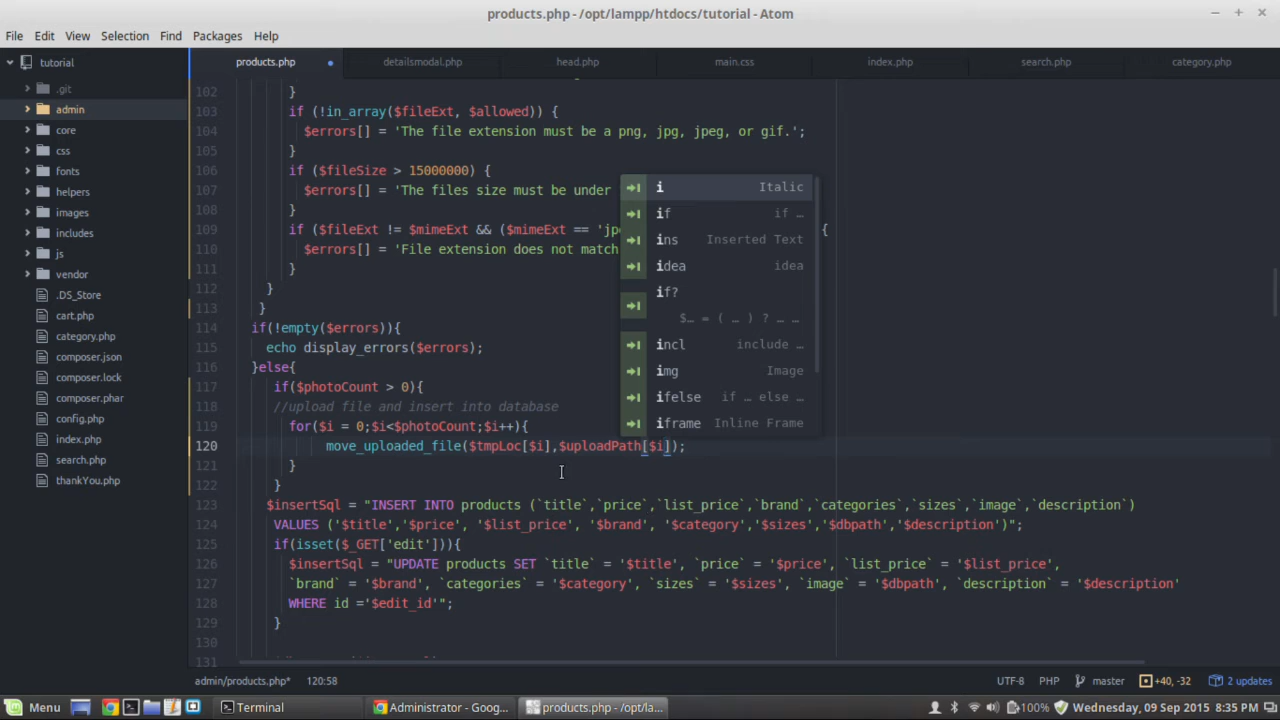 products.php - /opt/lampp/htdocs/tutorial - Atom
File Edit View Selection Find Packages Help
tutorial
products.php
detailsmodal.php
head.php
main.css
index.php
search.php
category.php
.git
admin
core
css
fonts
helpers
images
includes
js
vendor
.DS_Store
cart.php
category.php
composer.json
composer.lock
composer.phar
config.php
index.php
search.php
thankYou.php
102 }
103 if (!in_array($fileExt, $allowed)) {
104 $errors[] = 'The file extension must be a png, jpg, jpeg, or gif.';
105 }
106 if ($fileSize > 15000000) {
107 $errors[] = 'The files size must be under
108 }
109 if ($fileExt != $mimeExt && ($mimeExt == 'jp {
110 $errors[] = 'File extension does not match
111 }
112 }
113 }
114 if(!empty($errors)){
115 echo display_errors($errors);
116 }else{
117 if($photoCount > 0){
118 //upload file and insert into database
119 for($i = 0;$i<$photoCount;$i++){
120 move_uploaded_file($tmpLoc[$i],$uploadPath[$i]);
121 }
122 }
123 $insertSql = "INSERT INTO products (`title`,`price`,`list_price`,`brand`,`categories`,`sizes`,`image`,`description`)
124 VALUES ('$title','$price', '$list_price', '$brand', '$category','$sizes','$dbpath','$description')";
125 if(isset($_GET['edit'])){
126 $insertSql = "UPDATE products SET `title` = '$title', `price` = '$price', `list_price` = '$list_price',
127 `brand` = '$brand', `categories` = '$category', `sizes` = '$sizes', `image` = '$dbpath', `description` = '$description'
128 WHERE id ='$edit_id'";
129 }
130
131
i Italic
if if …
ins Inserted Text
idea idea
if?
$… = ( … ) ? … …
incl include …
img Image
ifelse if … else …
iframe Inline Frame
admin/products.php* 120:58
UTF-8 PHP master +40, -32 2 updates
Menu
Terminal
Administrator - Goog...
products.php - /opt/la...
100% Wednesday, 09 Sep 2015 8:35 PM